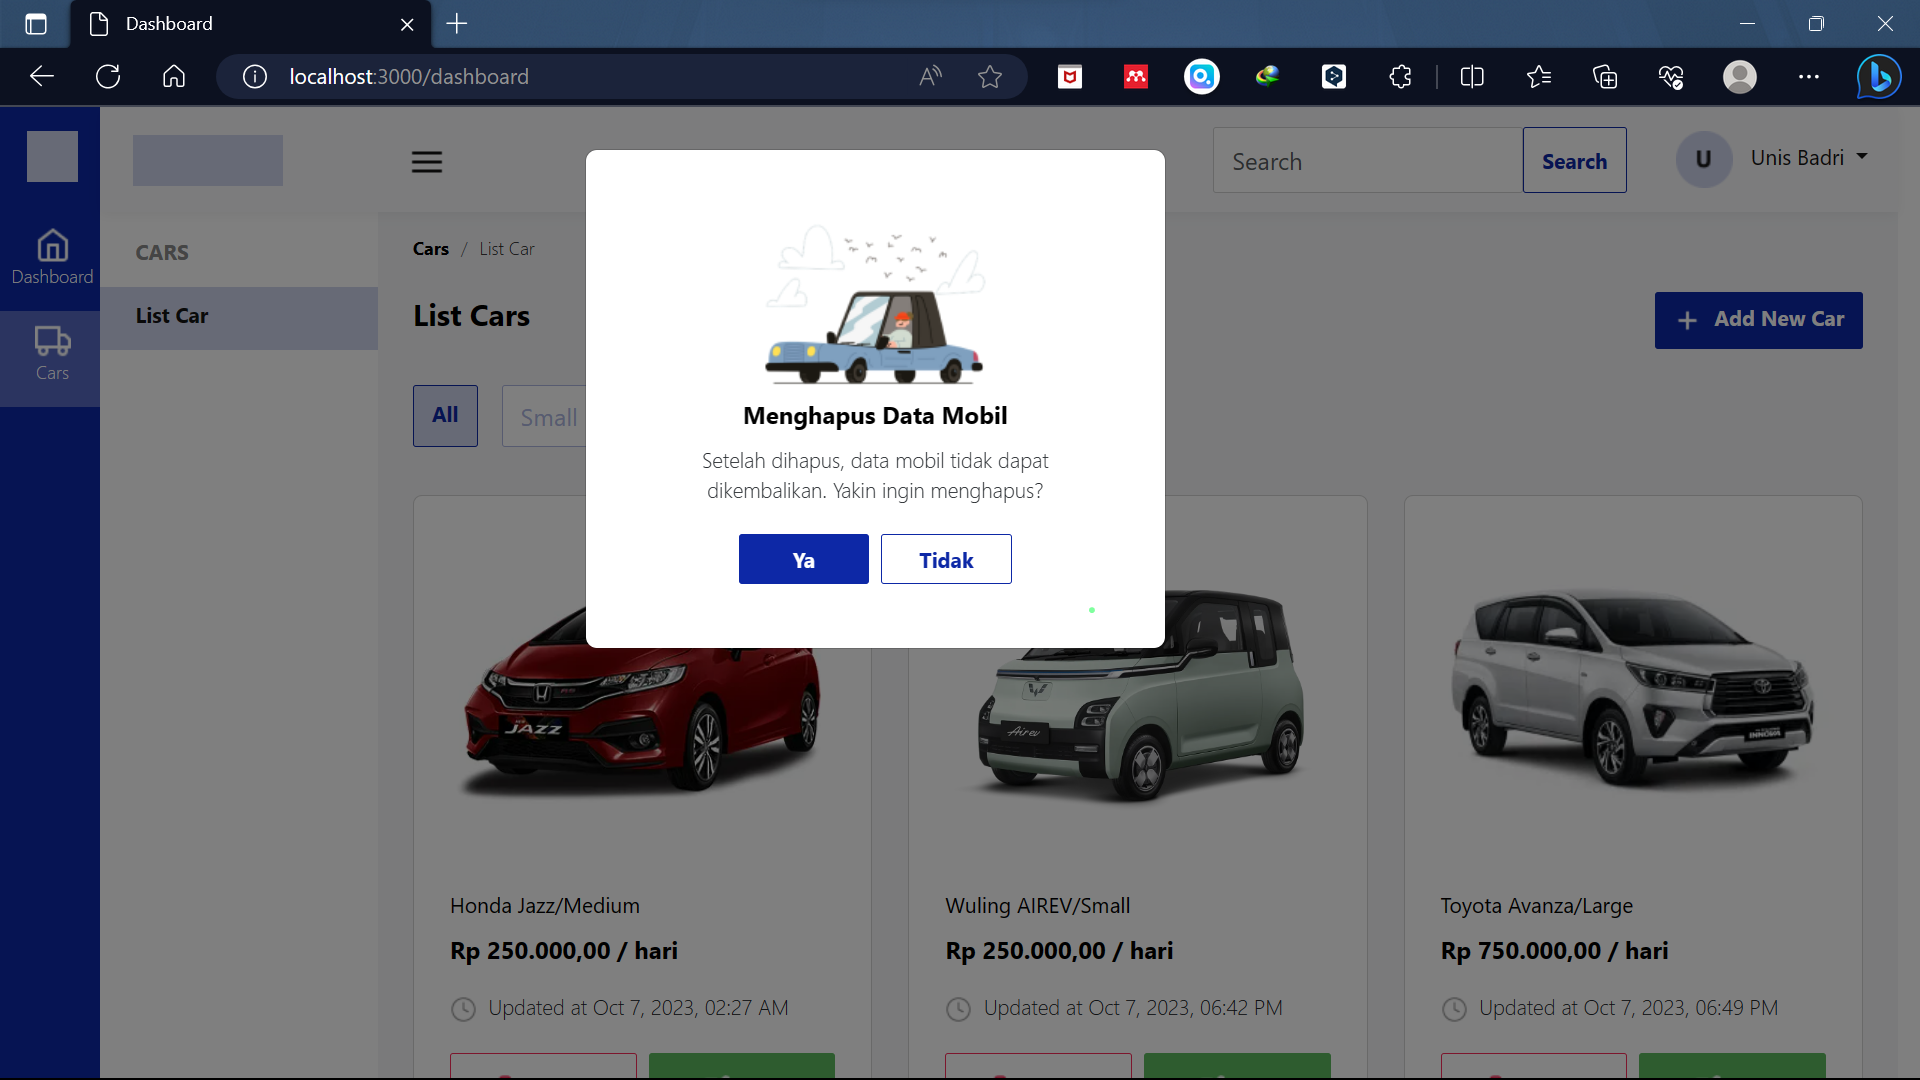 Dashboard
localhost:3000/dashboard
Search
Search
U
Unis Badri
Dashboard
Cars
CARS
List Car
Cars / List Car
List Cars
+ Add New Car
All
Small
Menghapus Data Mobil
Setelah dihapus, data mobil tidak dapat
dikembalikan. Yakin ingin menghapus?
Ya
Tidak
JAZZ
Airev
INNOVA
Honda Jazz/Medium
Rp 250.000,00 / hari
Updated at Oct 7, 2023, 02:27 AM
Wuling AIREV/Small
Rp 250.000,00 / hari
Updated at Oct 7, 2023, 06:42 PM
Toyota Avanza/Large
Rp 750.000,00 / hari
Updated at Oct 7, 2023, 06:49 PM